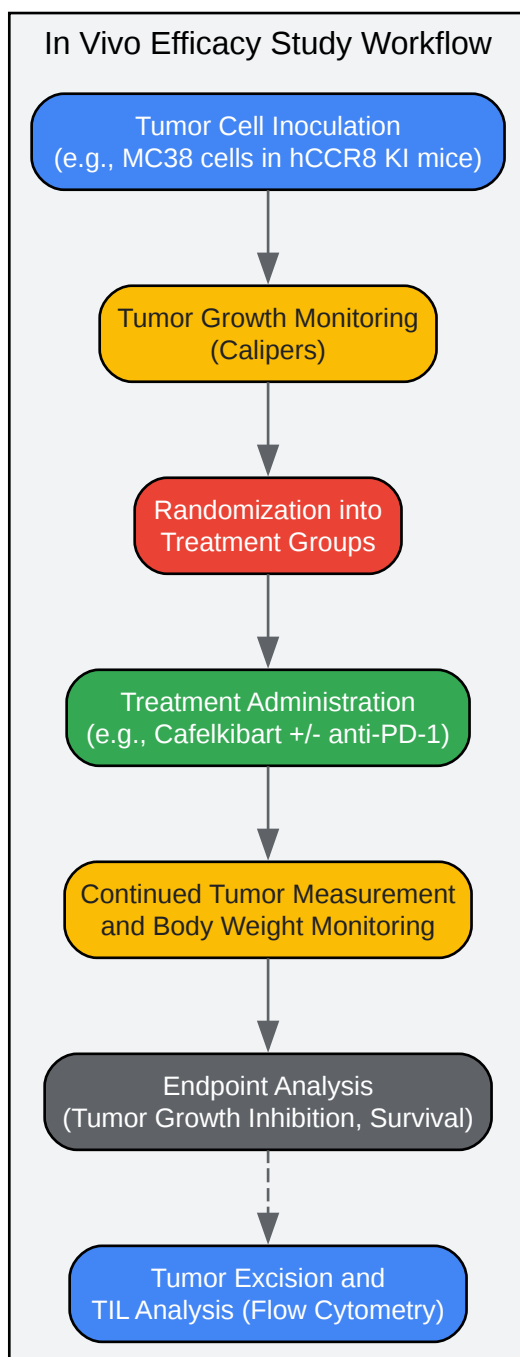 In Vivo Efficacy Study Workflow
Tumor Cell Inoculation
(e.g., MC38 cells in hCCR8 KI mice)
Tumor Growth Monitoring
(Calipers)
Randomization into
Treatment Groups
Treatment Administration
(e.g., Cafelkibart +/- anti-PD-1)
Continued Tumor Measurement
and Body Weight Monitoring
Endpoint Analysis
(Tumor Growth Inhibition, Survival)
Tumor Excision and
TIL Analysis (Flow Cytometry)